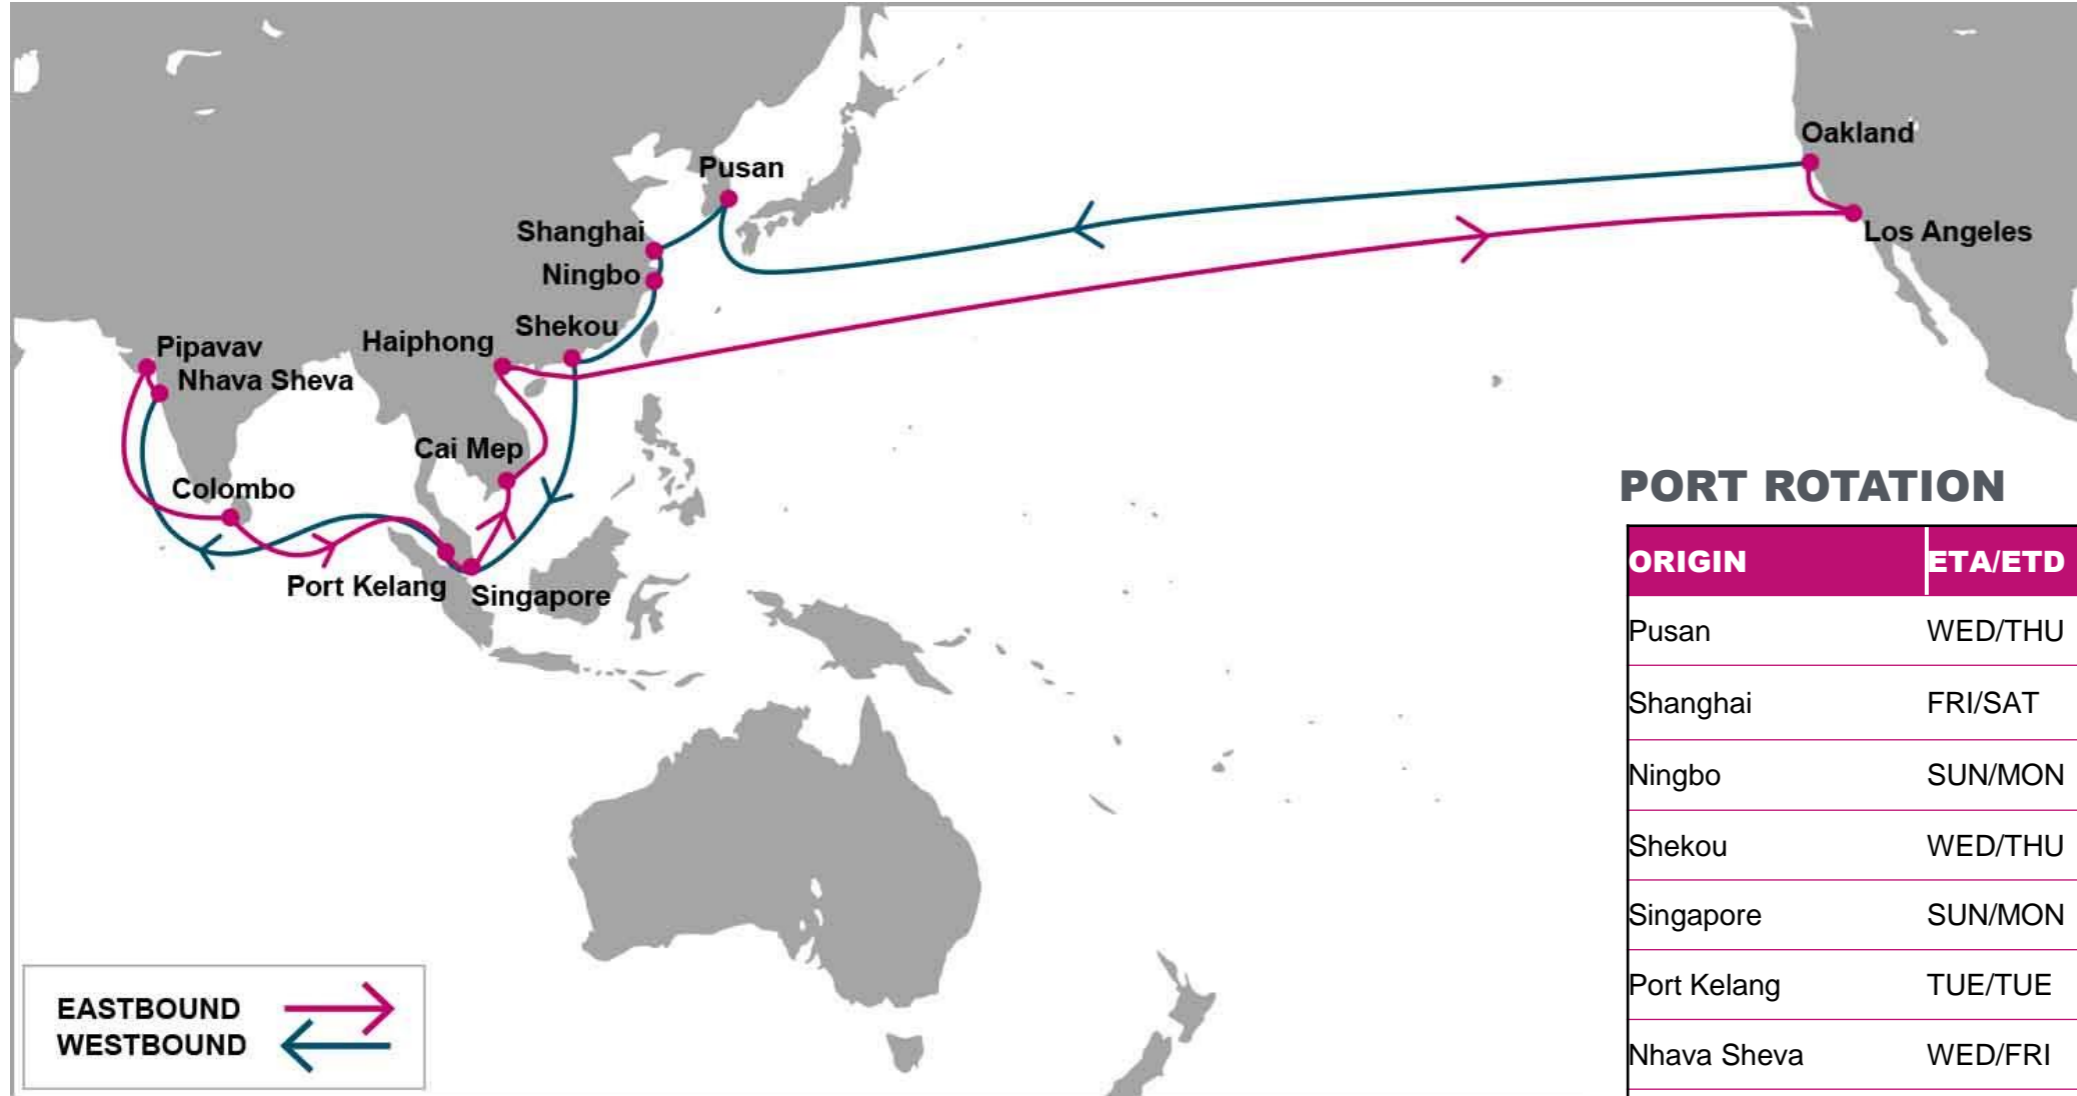 Oakland
Pusan
Shanghai
Los Angeles
Ningbo
Shekou
Haiphong
Pipavav
Nhava Sheva
Cai Mep
Colombo
Port Kelang
Singapore
EASTBOUND
WESTBOUND
PORT ROTATION
ORIGIN ETA/ETD
Pusan WED/THU
Shanghai FRI/SAT
Ningbo SUN/MON
Shekou WED/THU
Singapore SUN/MON
Port Kelang TUE/TUE
Nhava Sheva WED/FRI